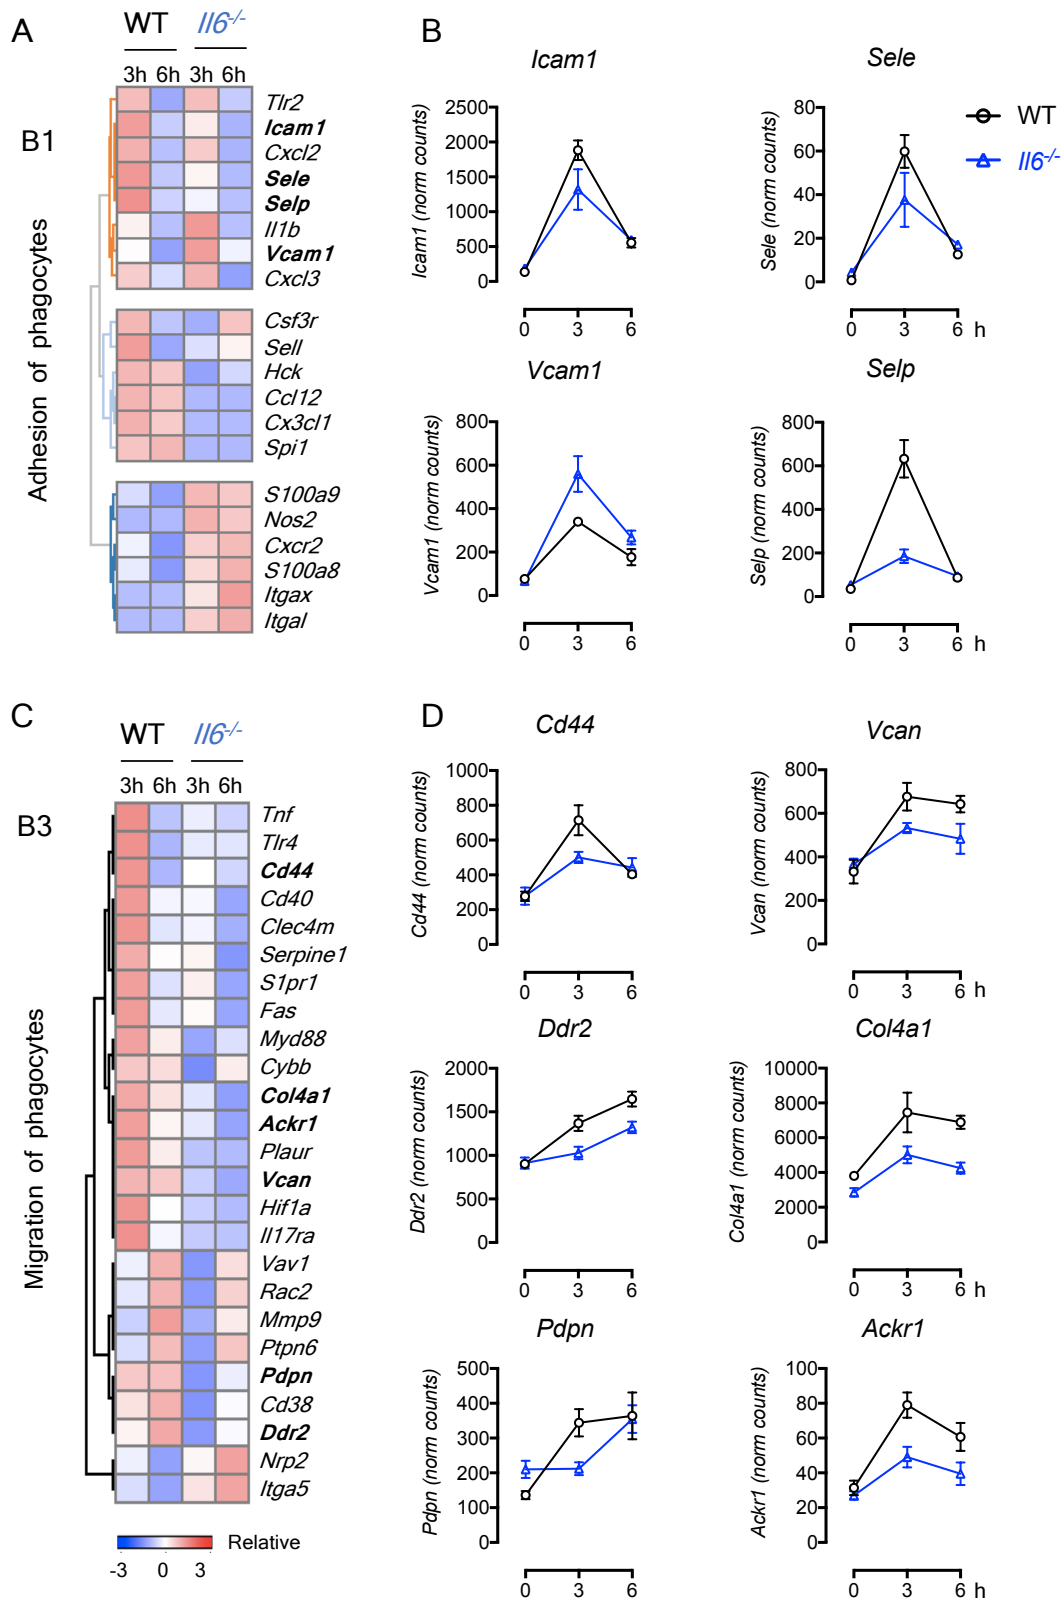 A
WT Il6-/-
3h 6h 3h 6h
B1
Adhesion of phagocytes
Tlr2
Icam1
Cxcl2
Sele
Selp
Il1b
Vcam1
Cxcl3
Csf3r
Sell
Hck
Ccl12
Cx3cl1
Spi1
S100a9
Nos2
Cxcr2
S100a8
Itgax
Itgal
B
Icam1
Icam1 (norm counts)
2500
2000
1500
1000
500
0
0 3 6
Sele
Sele (norm counts)
80
60
40
20
0
0 3 6 h
WT
Il6-/-
Vcam1
Vcam1 (norm counts)
800
600
400
200
0
0 3 6
Selp
Selp (norm counts)
800
600
400
200
0
0 3 6 h
C
WT Il6-/-
3h 6h 3h 6h
B3
Migration of phagocytes
Tnf
Tlr4
Cd44
Cd40
Clec4m
Serpine1
S1pr1
Fas
Myd88
Cybb
Col4a1
Ackr1
Plaur
Vcan
Hif1a
Il17ra
Vav1
Rac2
Mmp9
Ptpn6
Pdpn
Cd38
Ddr2
Nrp2
Itga5
Relative
-3 0 3
D
Cd44
Cd44 (norm counts)
1000
800
600
400
200
0
0 3 6
Vcan
Vcan (norm counts)
800
600
400
200
0
0 3 6 h
Ddr2
Ddr2 (norm counts)
2000
1500
1000
500
0
0 3 6
Col4a1
Col4a1 (norm counts)
10000
8000
6000
4000
2000
0
0 3 6 h
Pdpn
Pdpn (norm counts)
500
400
300
200
100
0
0 3 6
Ackr1
Ackr1 (norm counts)
100
80
60
40
20
0
0 3 6 h